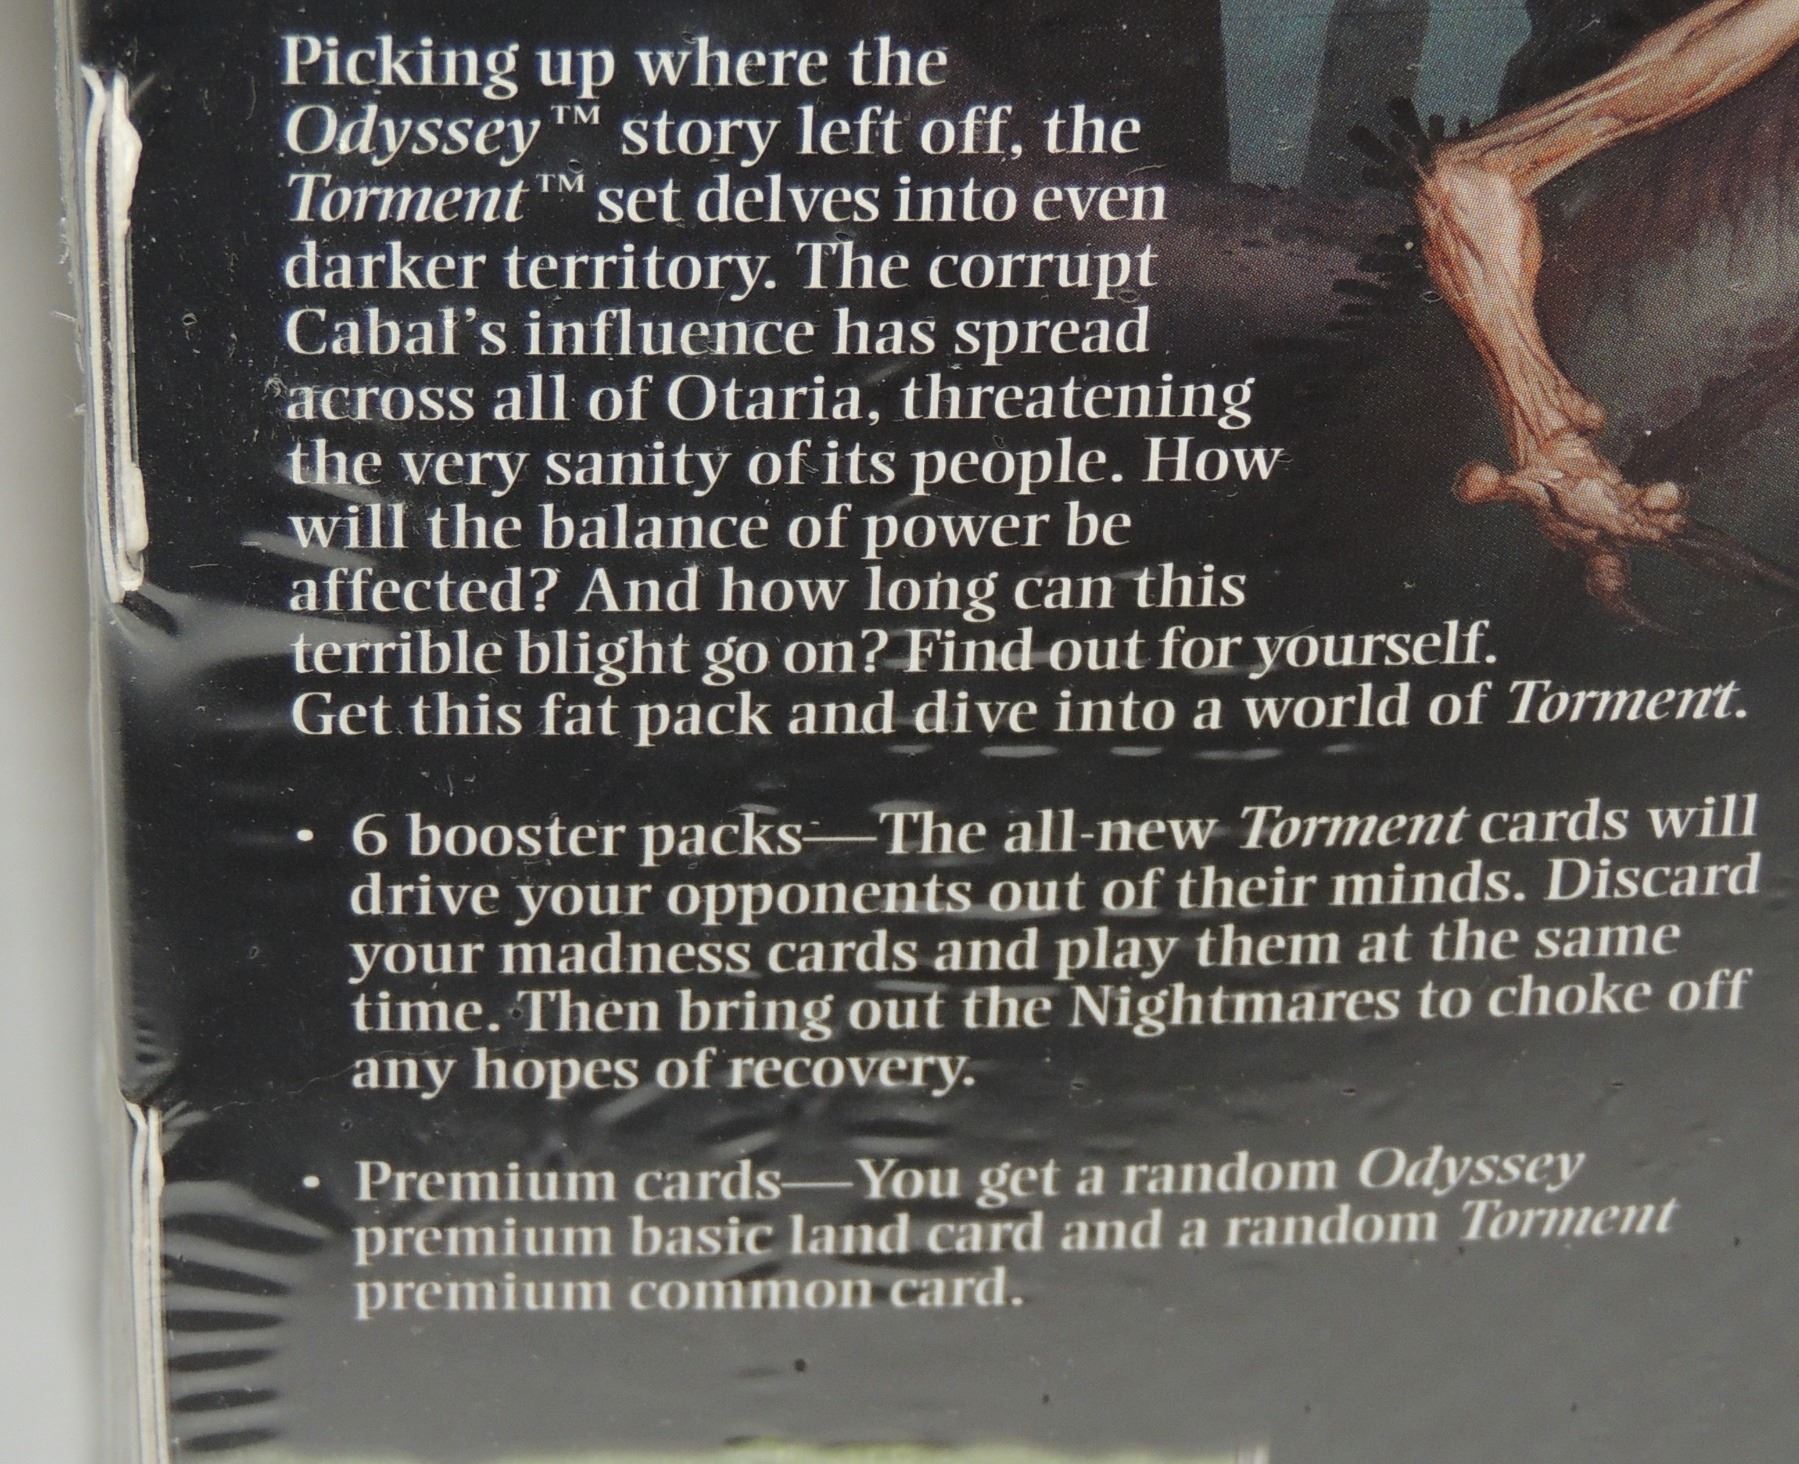 Picking up where the
Odyssey™ story left off, the
Torment™ set delves into even
darker territory. The corrupt
Cabal's influence has spread
across all of Otaria, threatening
the very sanity of its people. How
will the balance of power be
affected? And how long can this
terrible blight go on? Find out for yourself.
Get this fat pack and dive into a world of Torment.
• 6 booster packs—The all-new Torment cards will
drive your opponents out of their minds. Discard
your madness cards and play them at the same
time. Then bring out the Nightmares to choke off
any hopes of recovery.
• Premium cards—You get a random Odyssey
premium basic land card and a random Torment
premium common card.